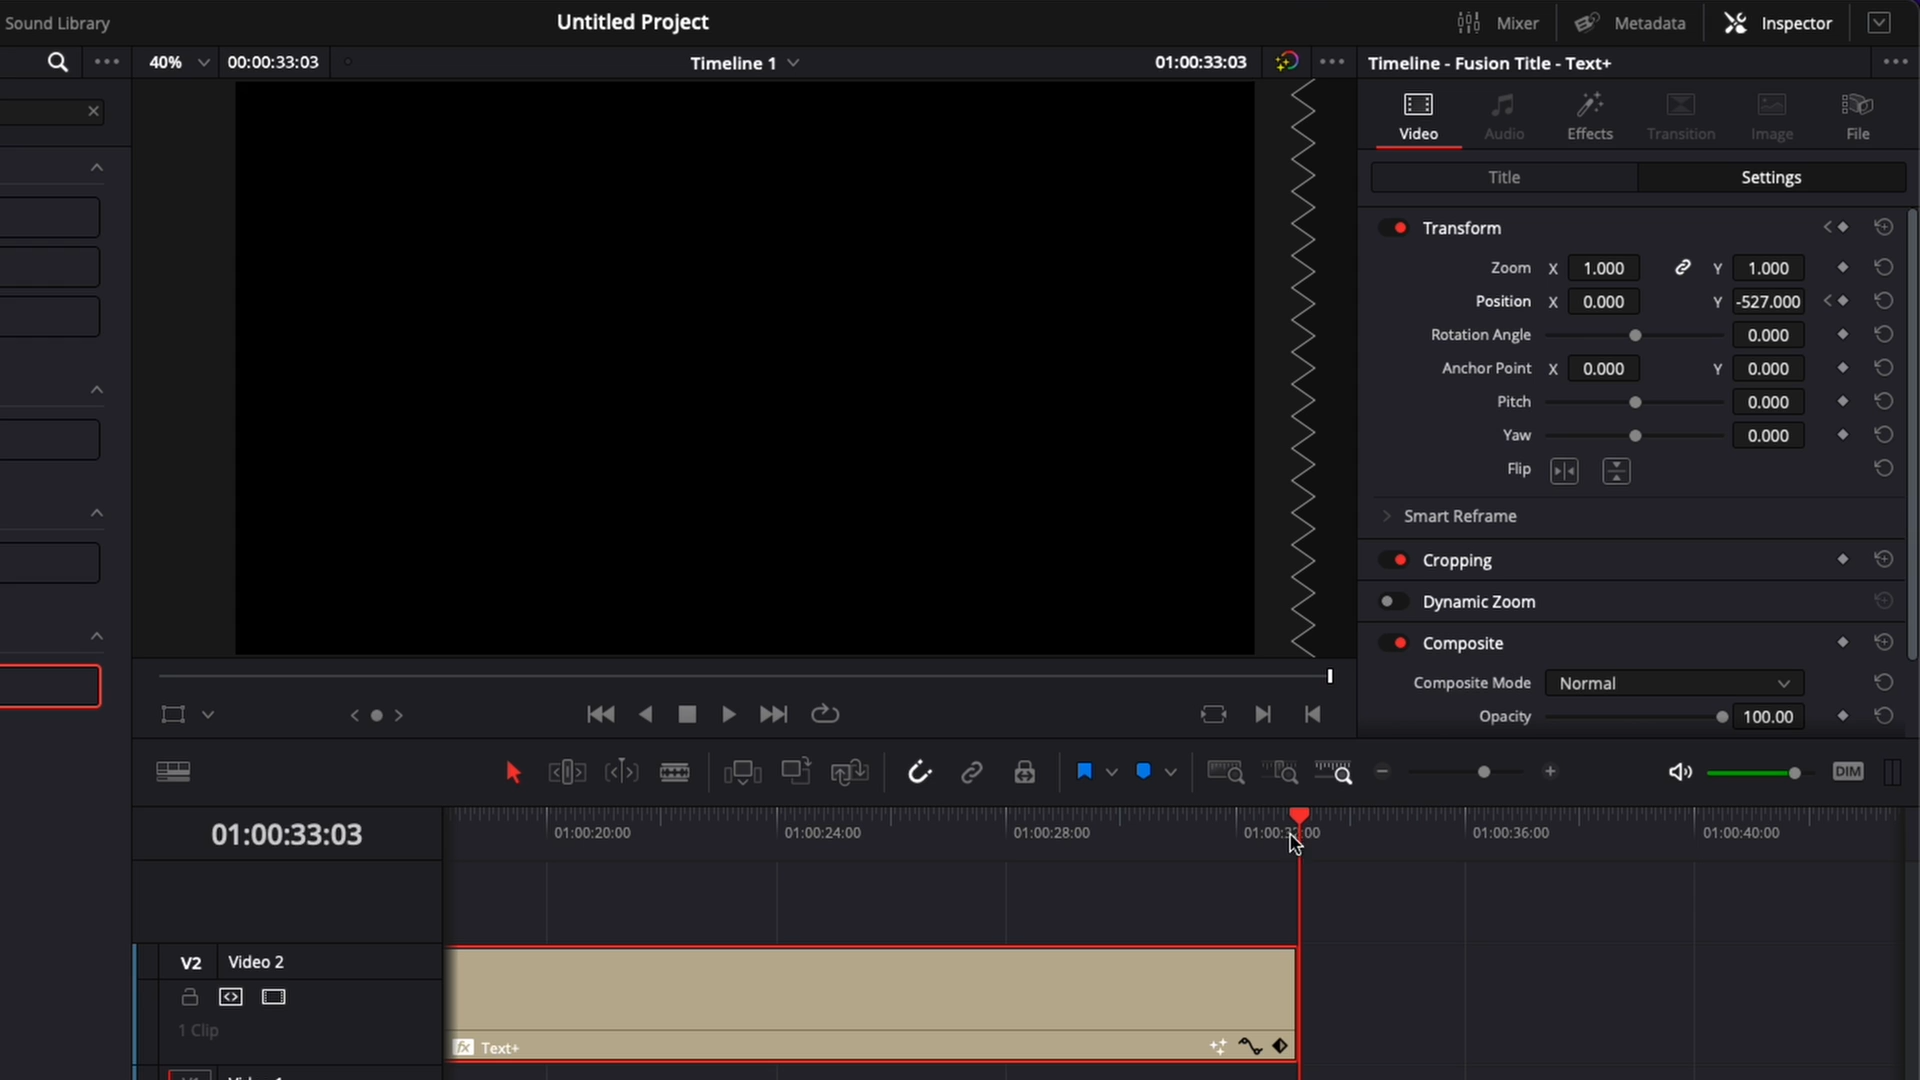 Sound Library
Untitled Project
Mixer
Metadata
Inspector
40%
00:00:33:03
Timeline 1
01:00:33:03
Timeline - Fusion Title - Text+
Video
Audio
Effects
Transition
Image
File
Title
Settings
Transform
Zoom X 1.000 Y 1.000
Position X 0.000 Y -527.000
Rotation Angle 0.000
Anchor Point X 0.000 Y 0.000
Pitch 0.000
Yaw 0.000
Flip
Smart Reframe
Cropping
Dynamic Zoom
Composite
Composite Mode Normal
Opacity 100.00
DIM
01:00:33:03
01:00:20:00
01:00:24:00
01:00:28:00
01:00:32:00
01:00:36:00
01:00:40:00
V2 Video 2
1 Clip
fx Text+